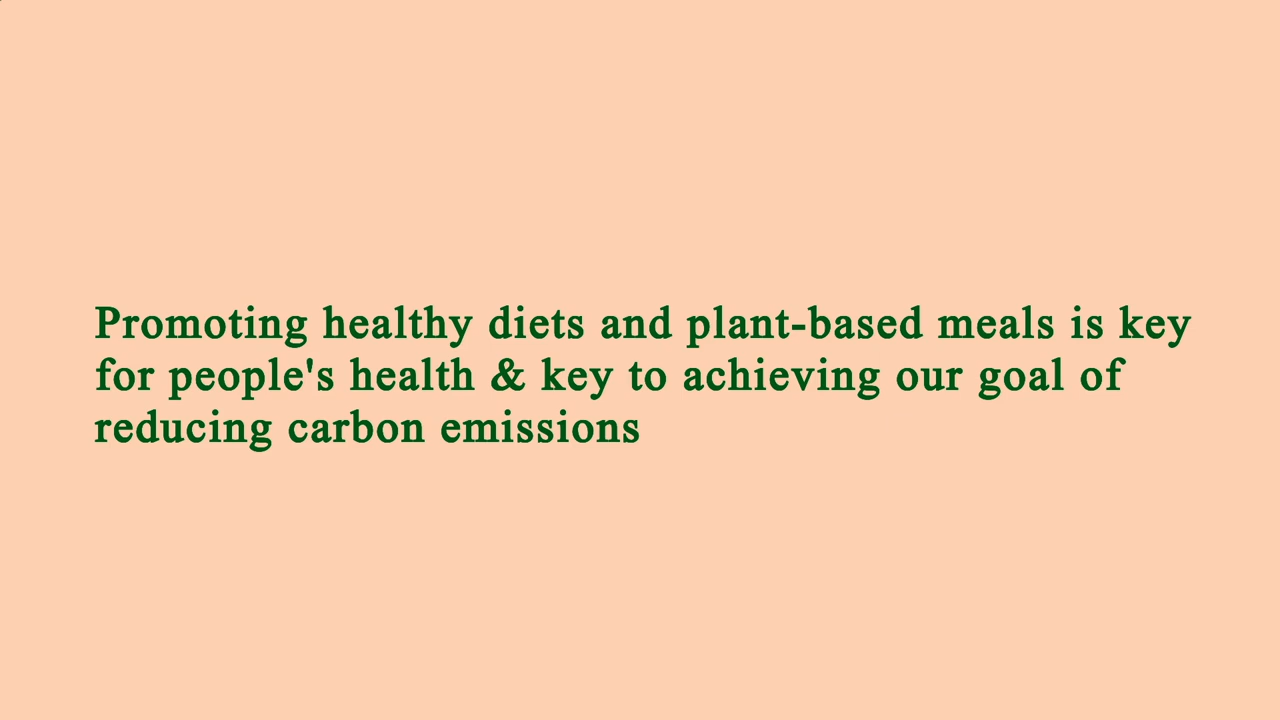 Promoting healthy diets and plant-based meals is key
for people's health & key to achieving our goal of
reducing carbon emissions